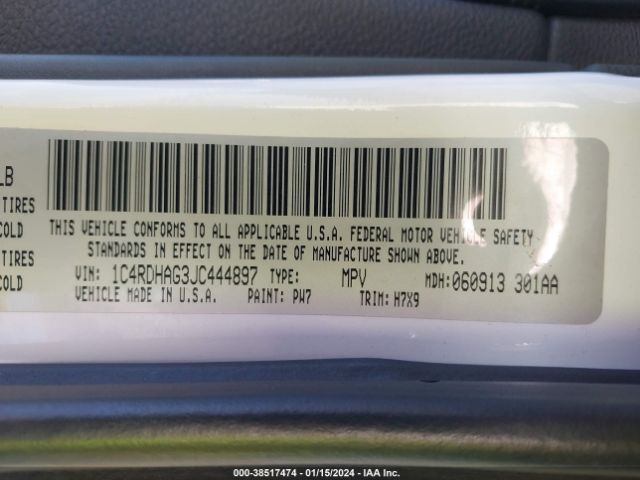 LB
TIRES
COLD
TIRES
COLD
THIS VEHICLE CONFORMS TO ALL APPLICABLE U.S.A. FEDERAL MOTOR VEHICLE SAFETY
STANDARDS IN EFFECT ON THE DATE OF MANUFACTURE SHOWN ABOVE.
VIN: 1C4RDHAG3JC444897 TYPE: MPV MDH:060913 301AA
VEHICLE MADE IN U.S.A. PAINT: PW7 TRIM: H7X9
000-38517474 - 01/15/2024 - IAA Inc.